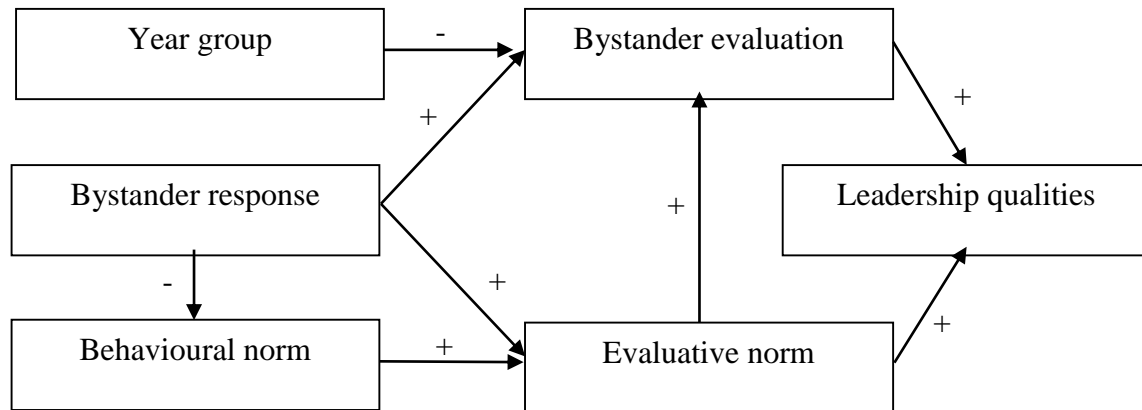 Year group
-
Bystander evaluation
+
+
Bystander response
+
Leadership qualities
-
+
+
Behavioural norm
+
Evaluative norm